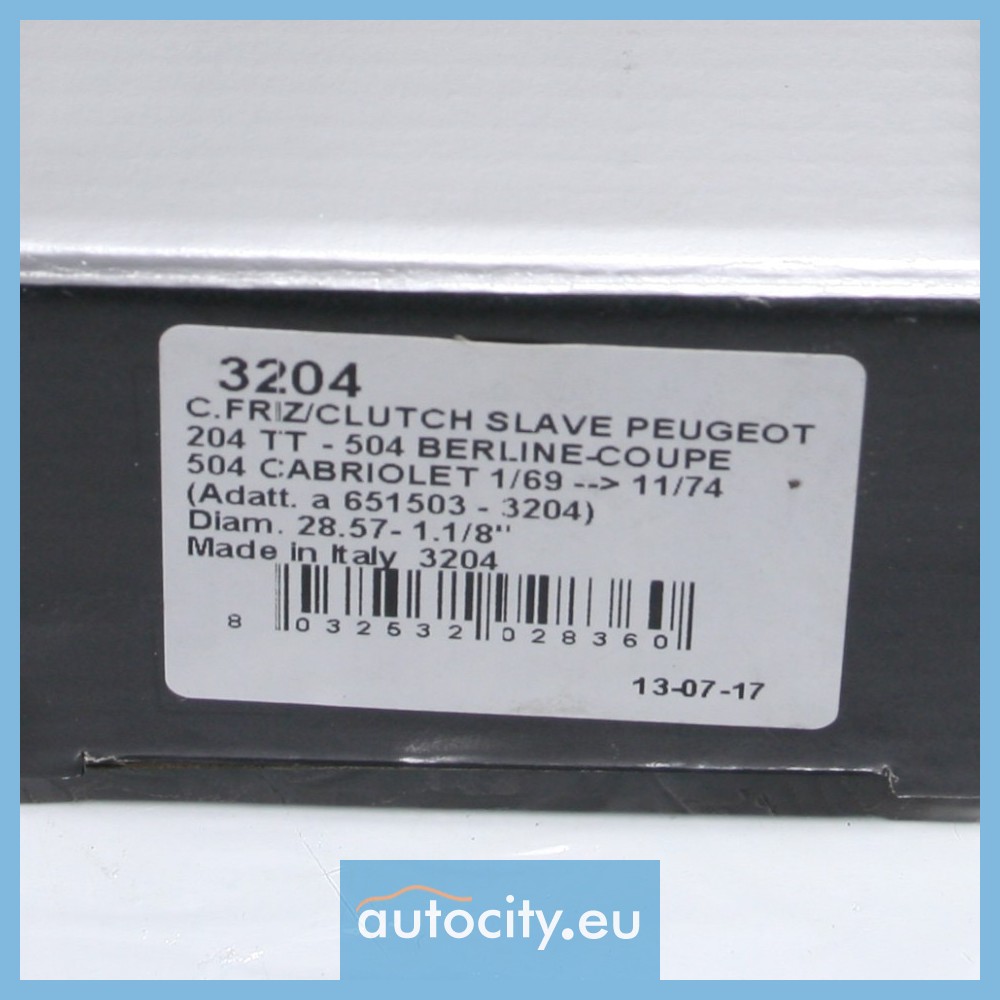 3204
C.FRIZ/CLUTCH SLAVE PEUGEOT
204 TT - 504 BERLINE-COUPE
504 CABRIOLET 1/69 --> 11/74
(Adatt. a 651503 - 3204)
Diam. 28.57- 1.1/8"
Made in Italy 3204
8 032532 028360
13-07-17
autocity.eu